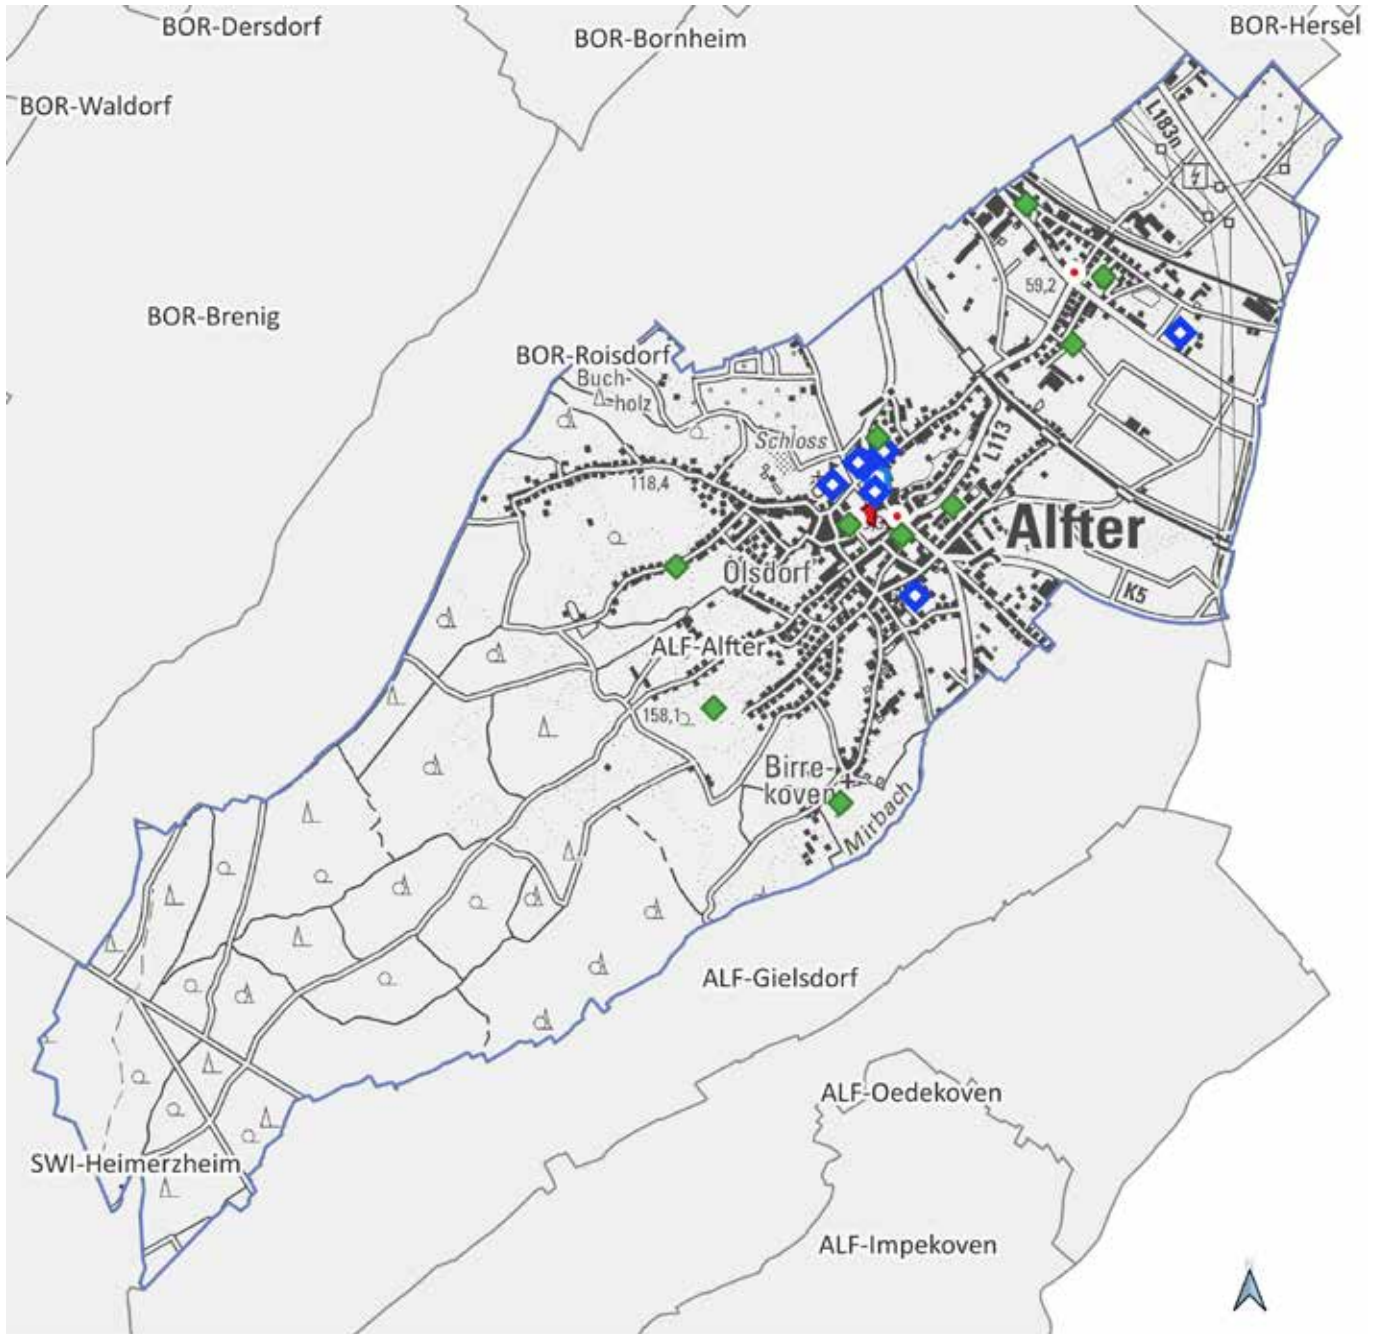 BOR-Dersdorf
BOR-Bornheim
BOR-Hersel
BOR-Waldorf
L183n
BOR-Brenig
59,2
BOR-Roisdorf
Buch-
holz
Schloss
L113
118,4
Alfter
Olsdorf
K5
ALF-Alfter
158,1
Birre-
koven
Mirbach
ALF-Gielsdorf
ALF-Oedekoven
SWI-Heimerzheim
ALF-Impekoven